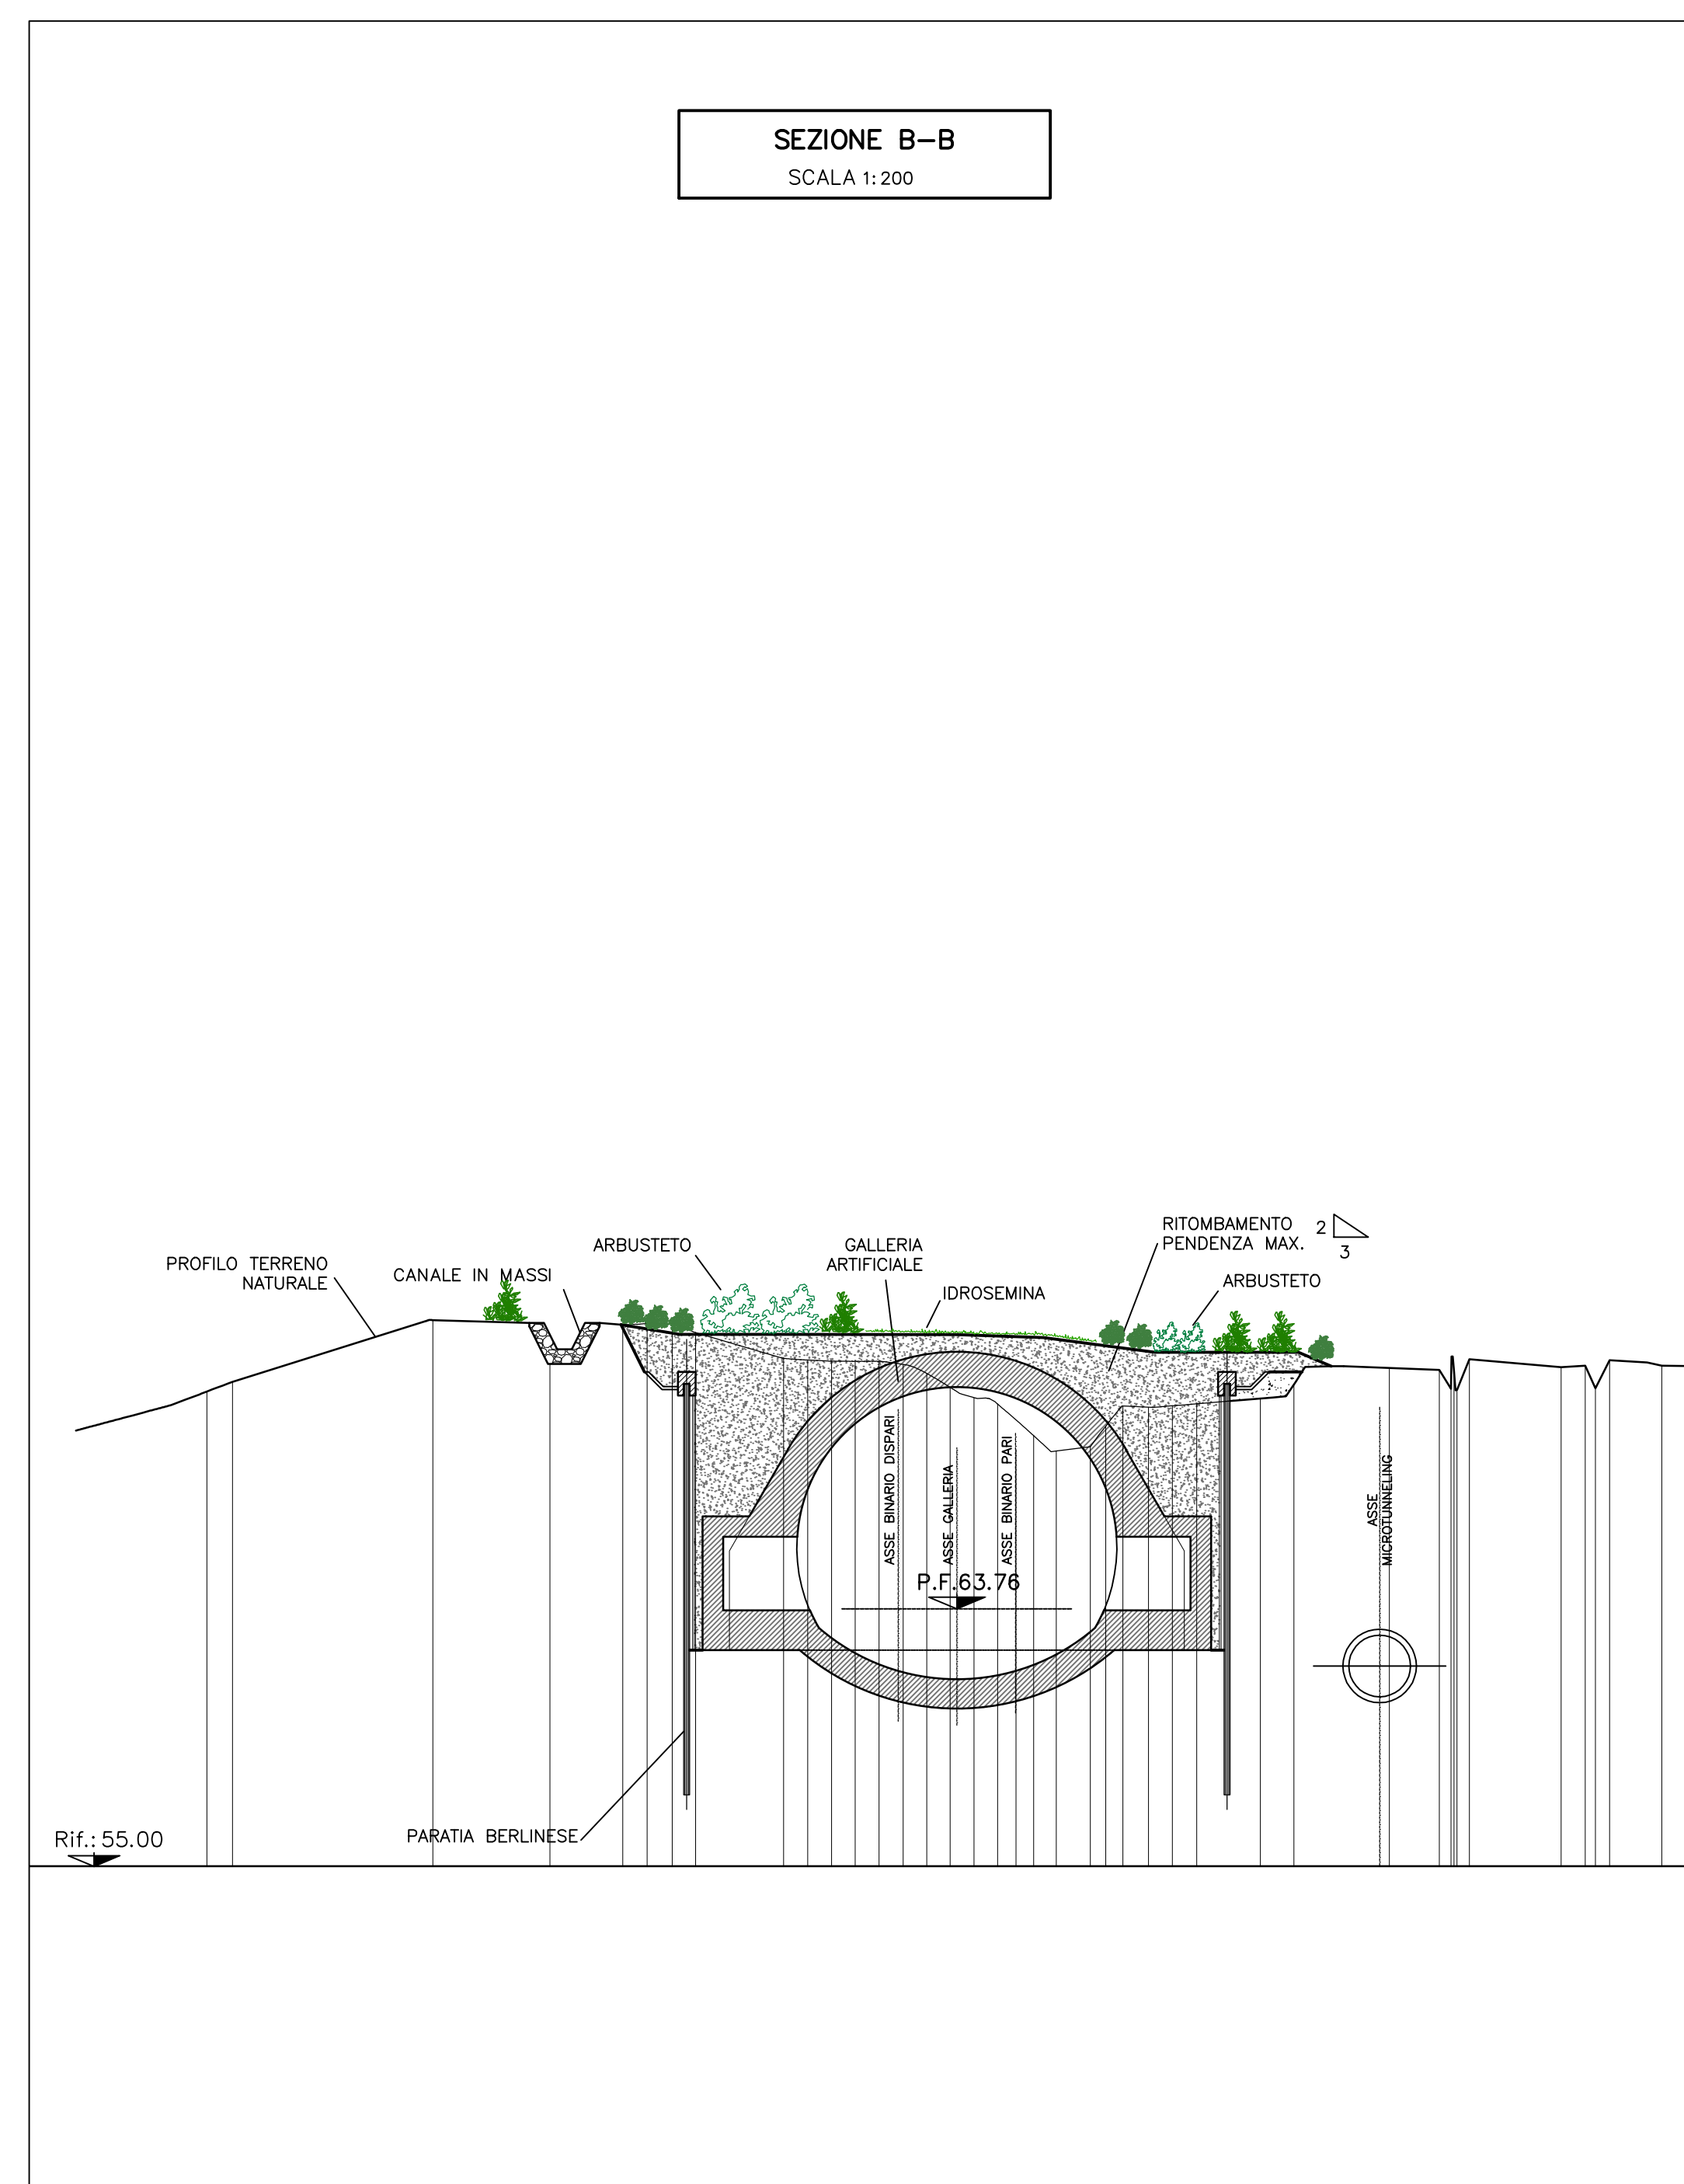 SEZIONE B-B
SCALA 1:200
RITOMBAMENTO
PENDENZA MAX.
2
3
ARBUSTETO
GALLERIA
ARTIFICIALE
PROFILO TERRENO
NATURALE
CANALE IN MASSI
IDROSEMINA
ARBUSTETO
ASSE BINARIO DISPARI
ASSE GALLERIA
ASSE BINARIO PARI
ASSE
MICROTUNNELING
P.F.63.76
PARATIA BERLINESE
Rif.:55.00